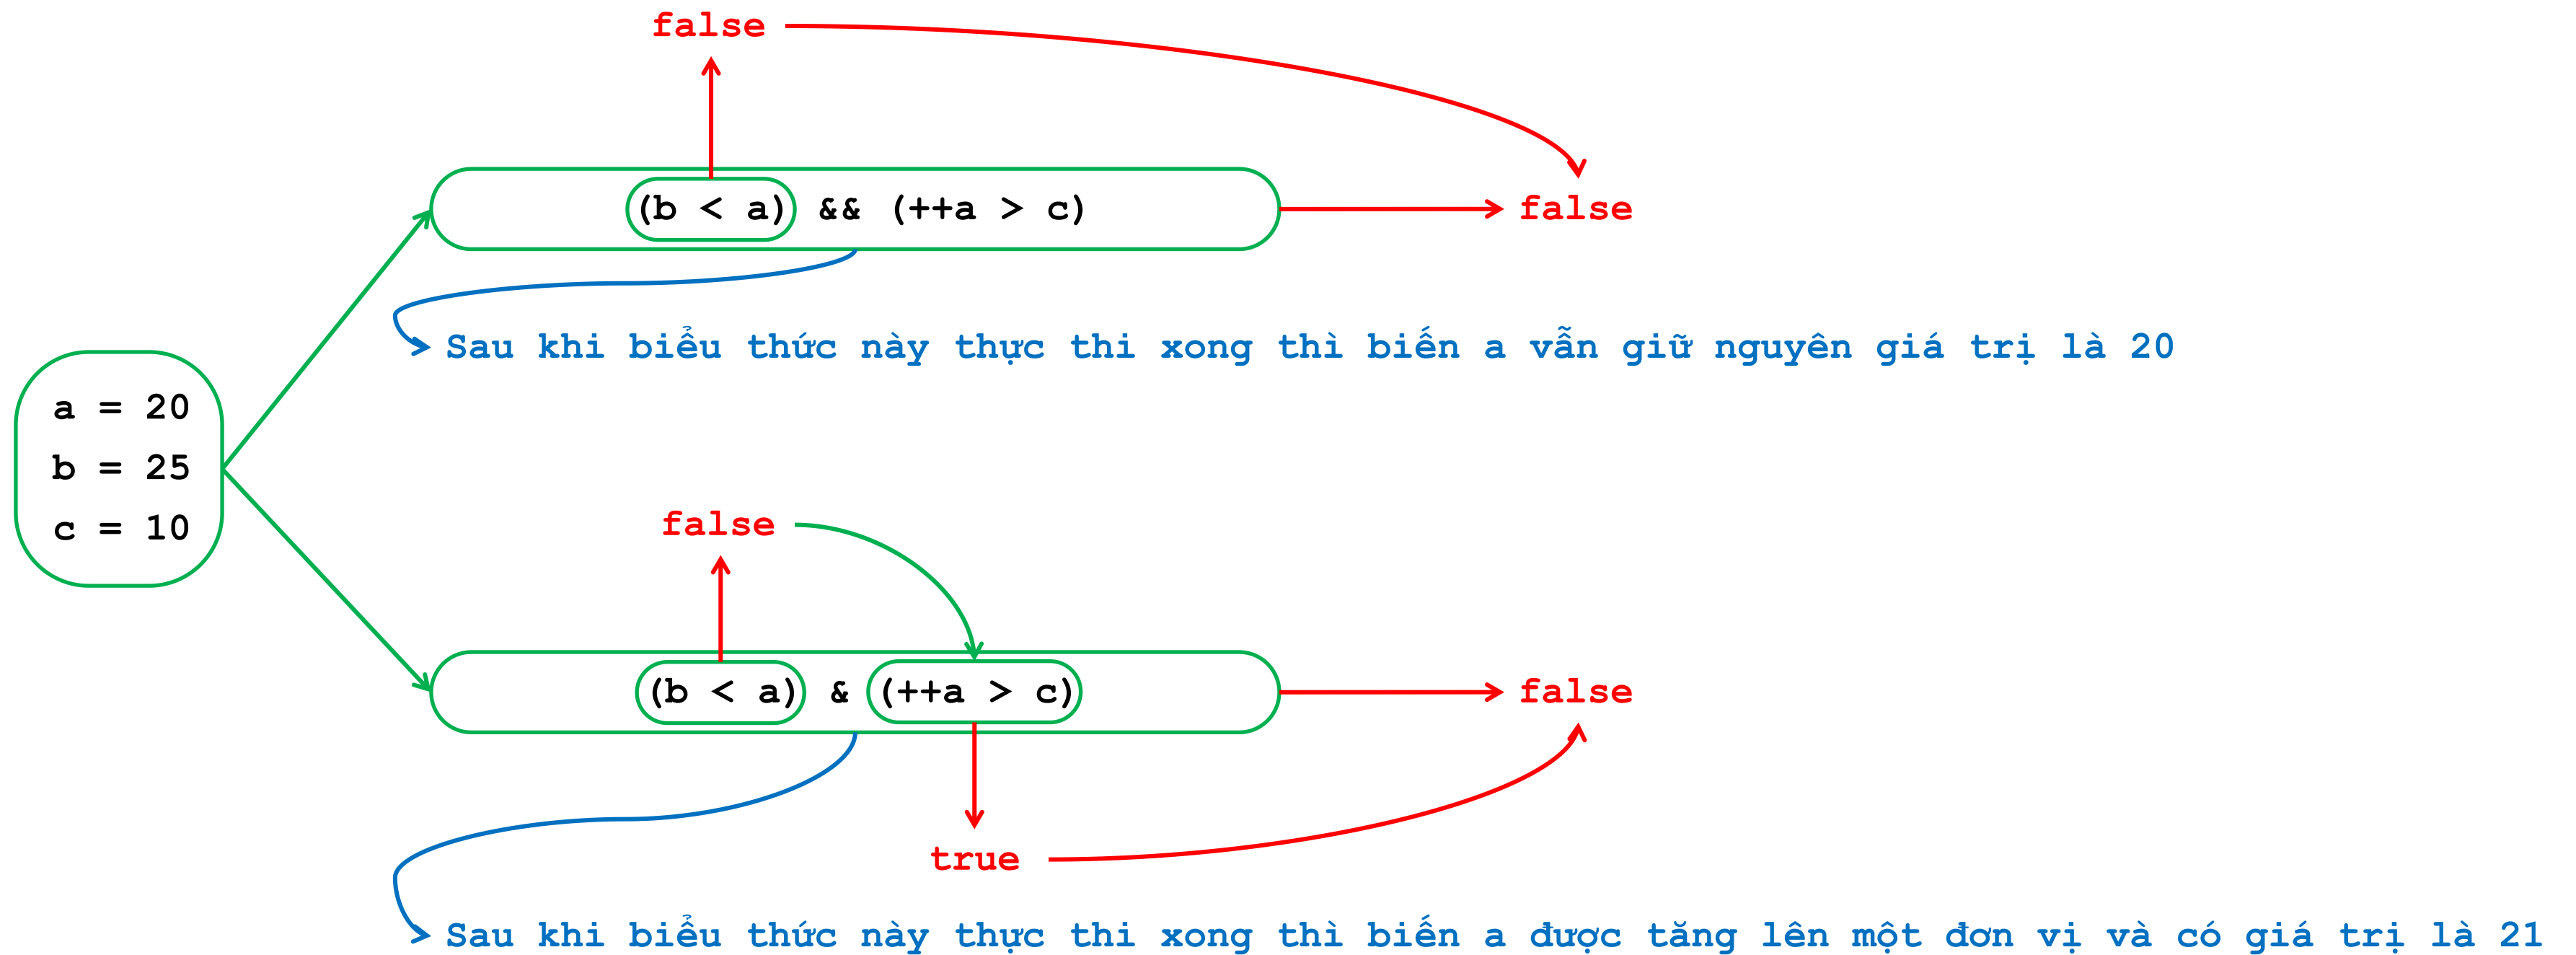 false
(b < a) && (++a > c)
false
Sau khi biểu thức này thực thi xong thì biến a vẫn giữ nguyên giá trị là 20
a = 20
b = 25
c = 10
false
(b < a) & (++a > c)
false
true
Sau khi biểu thức này thực thi xong thì biến a được tăng lên một đơn vị và có giá trị là 21